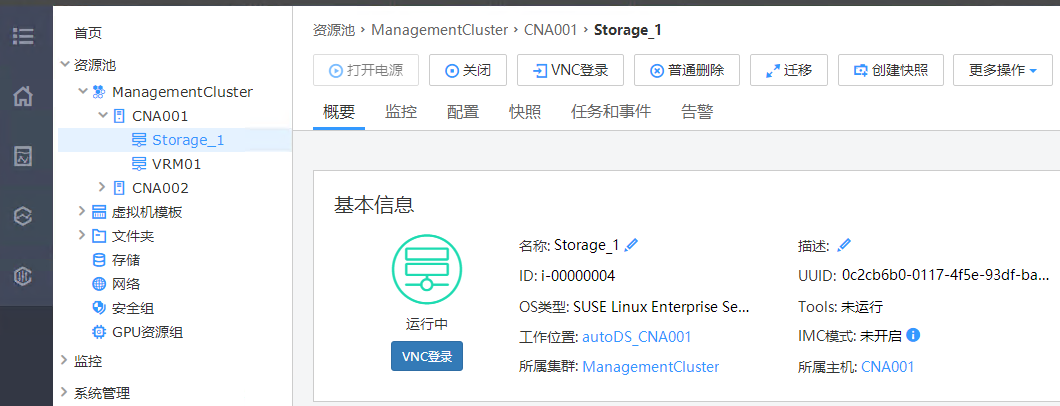 首页
资源池
ManagementCluster
CNA001
Storage_1
VRM01
CNA002
虚拟机模板
文件夹
存储
网络
安全组
GPU资源组
监控
系统管理
资源池 › ManagementCluster › CNA001 › Storage_1
打开电源 关闭 VNC登录 普通删除 迁移 创建快照 更多操作
概要 监控 配置 快照 任务和事件 告警
基本信息
运行中
VNC登录
名称: Storage_1
ID: i-00000004
OS类型: SUSE Linux Enterprise Se...
工作位置: autoDS_CNA001
所属集群: ManagementCluster
描述:
UUID: 0c2cb6b0-0117-4f5e-93df-ba...
Tools: 未运行
IMC模式: 未开启
所属主机: CNA001